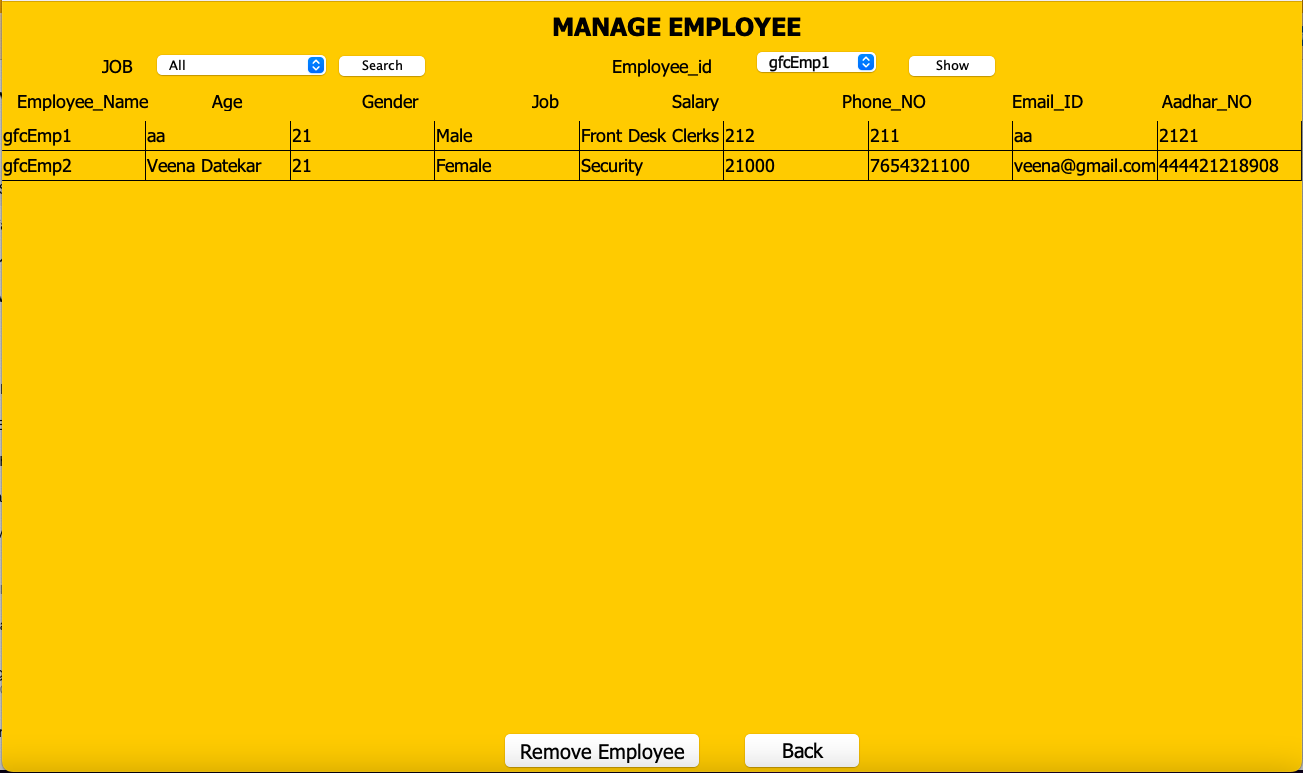 MANAGE EMPLOYEE
JOB All Search Employee_id gfcEmp1 Show
Employee_Name Age Gender Job Salary Phone_NO Email_ID Aadhar_NO
gfcEmp1 aa 21 Male Front Desk Clerks 212 211 aa 2121
gfcEmp2 Veena Datekar 21 Female Security 21000 7654321100 veena@gmail.com 444421218908
Remove Employee Back